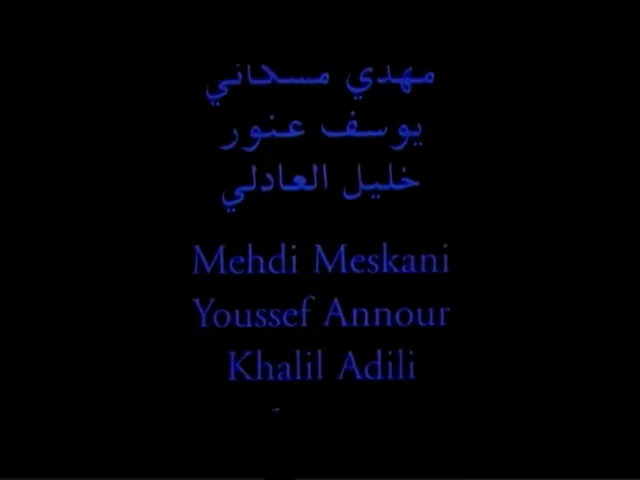 مهدي مسكاني
يوسف عنور
خليل العادلي
Mehdi Meskani
Youssef Annour
Khalil Adili